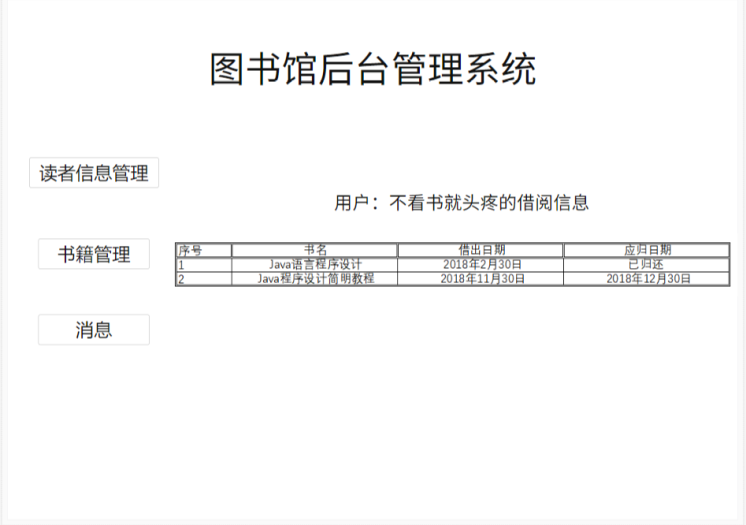 图书馆后台管理系统
读者信息管理
用户：不看书就头疼的借阅信息
书籍管理
序号 书名 借出日期 应归日期
1 Java语言程序设计 2018年2月30日 已归还
2 Java程序设计简明教程 2018年11月30日 2018年12月30日
消息